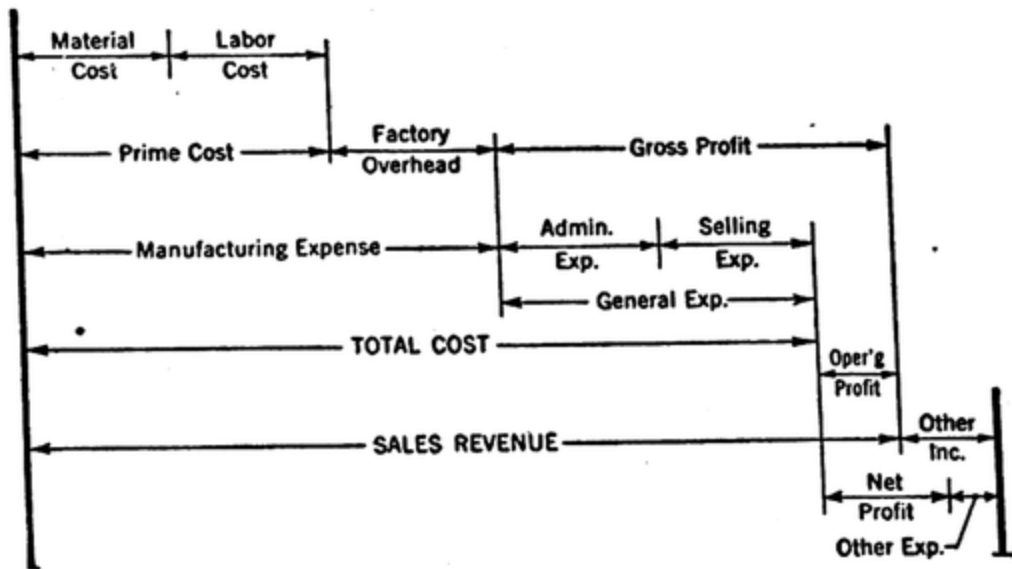 Material Cost
Labor Cost
Prime Cost
Factory Overhead
Gross Profit
Manufacturing Expense
Admin. Exp.
Selling Exp.
General Exp.
TOTAL COST
Oper'g Profit
SALES REVENUE
Other Inc.
Net Profit
Other Exp.